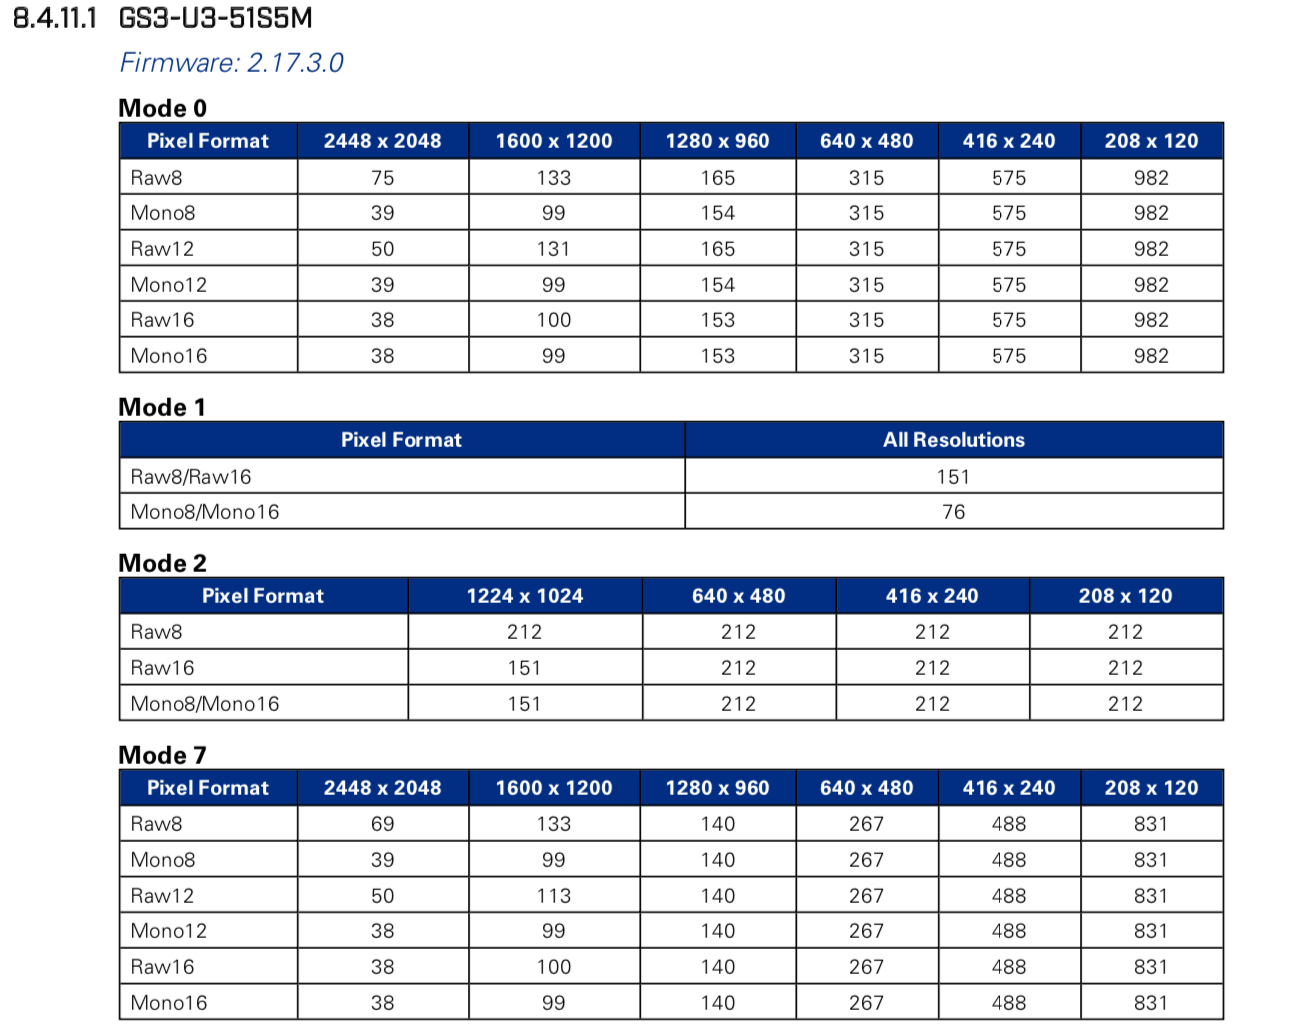 8.4.11.1 GS3-U3-51S5M
Firmware: 2.17.3.0
Mode 0
Pixel Format 2448 x 2048 1600 x 1200 1280 x 960 640 x 480 416 x 240 208 x 120
Raw8 75 133 165 315 575 982
Mono8 39 99 154 315 575 982
Raw12 50 131 165 315 575 982
Mono12 39 99 154 315 575 982
Raw16 38 100 153 315 575 982
Mono16 38 99 153 315 575 982
Mode 1
Pixel Format All Resolutions
Raw8/Raw16 151
Mono8/Mono16 76
Mode 2
Pixel Format 1224 x 1024 640 x 480 416 x 240 208 x 120
Raw8 212 212 212 212
Raw16 151 212 212 212
Mono8/Mono16 151 212 212 212
Mode 7
Pixel Format 2448 x 2048 1600 x 1200 1280 x 960 640 x 480 416 x 240 208 x 120
Raw8 69 133 140 267 488 831
Mono8 39 99 140 267 488 831
Raw12 50 113 140 267 488 831
Mono12 38 99 140 267 488 831
Raw16 38 100 140 267 488 831
Mono16 38 99 140 267 488 831